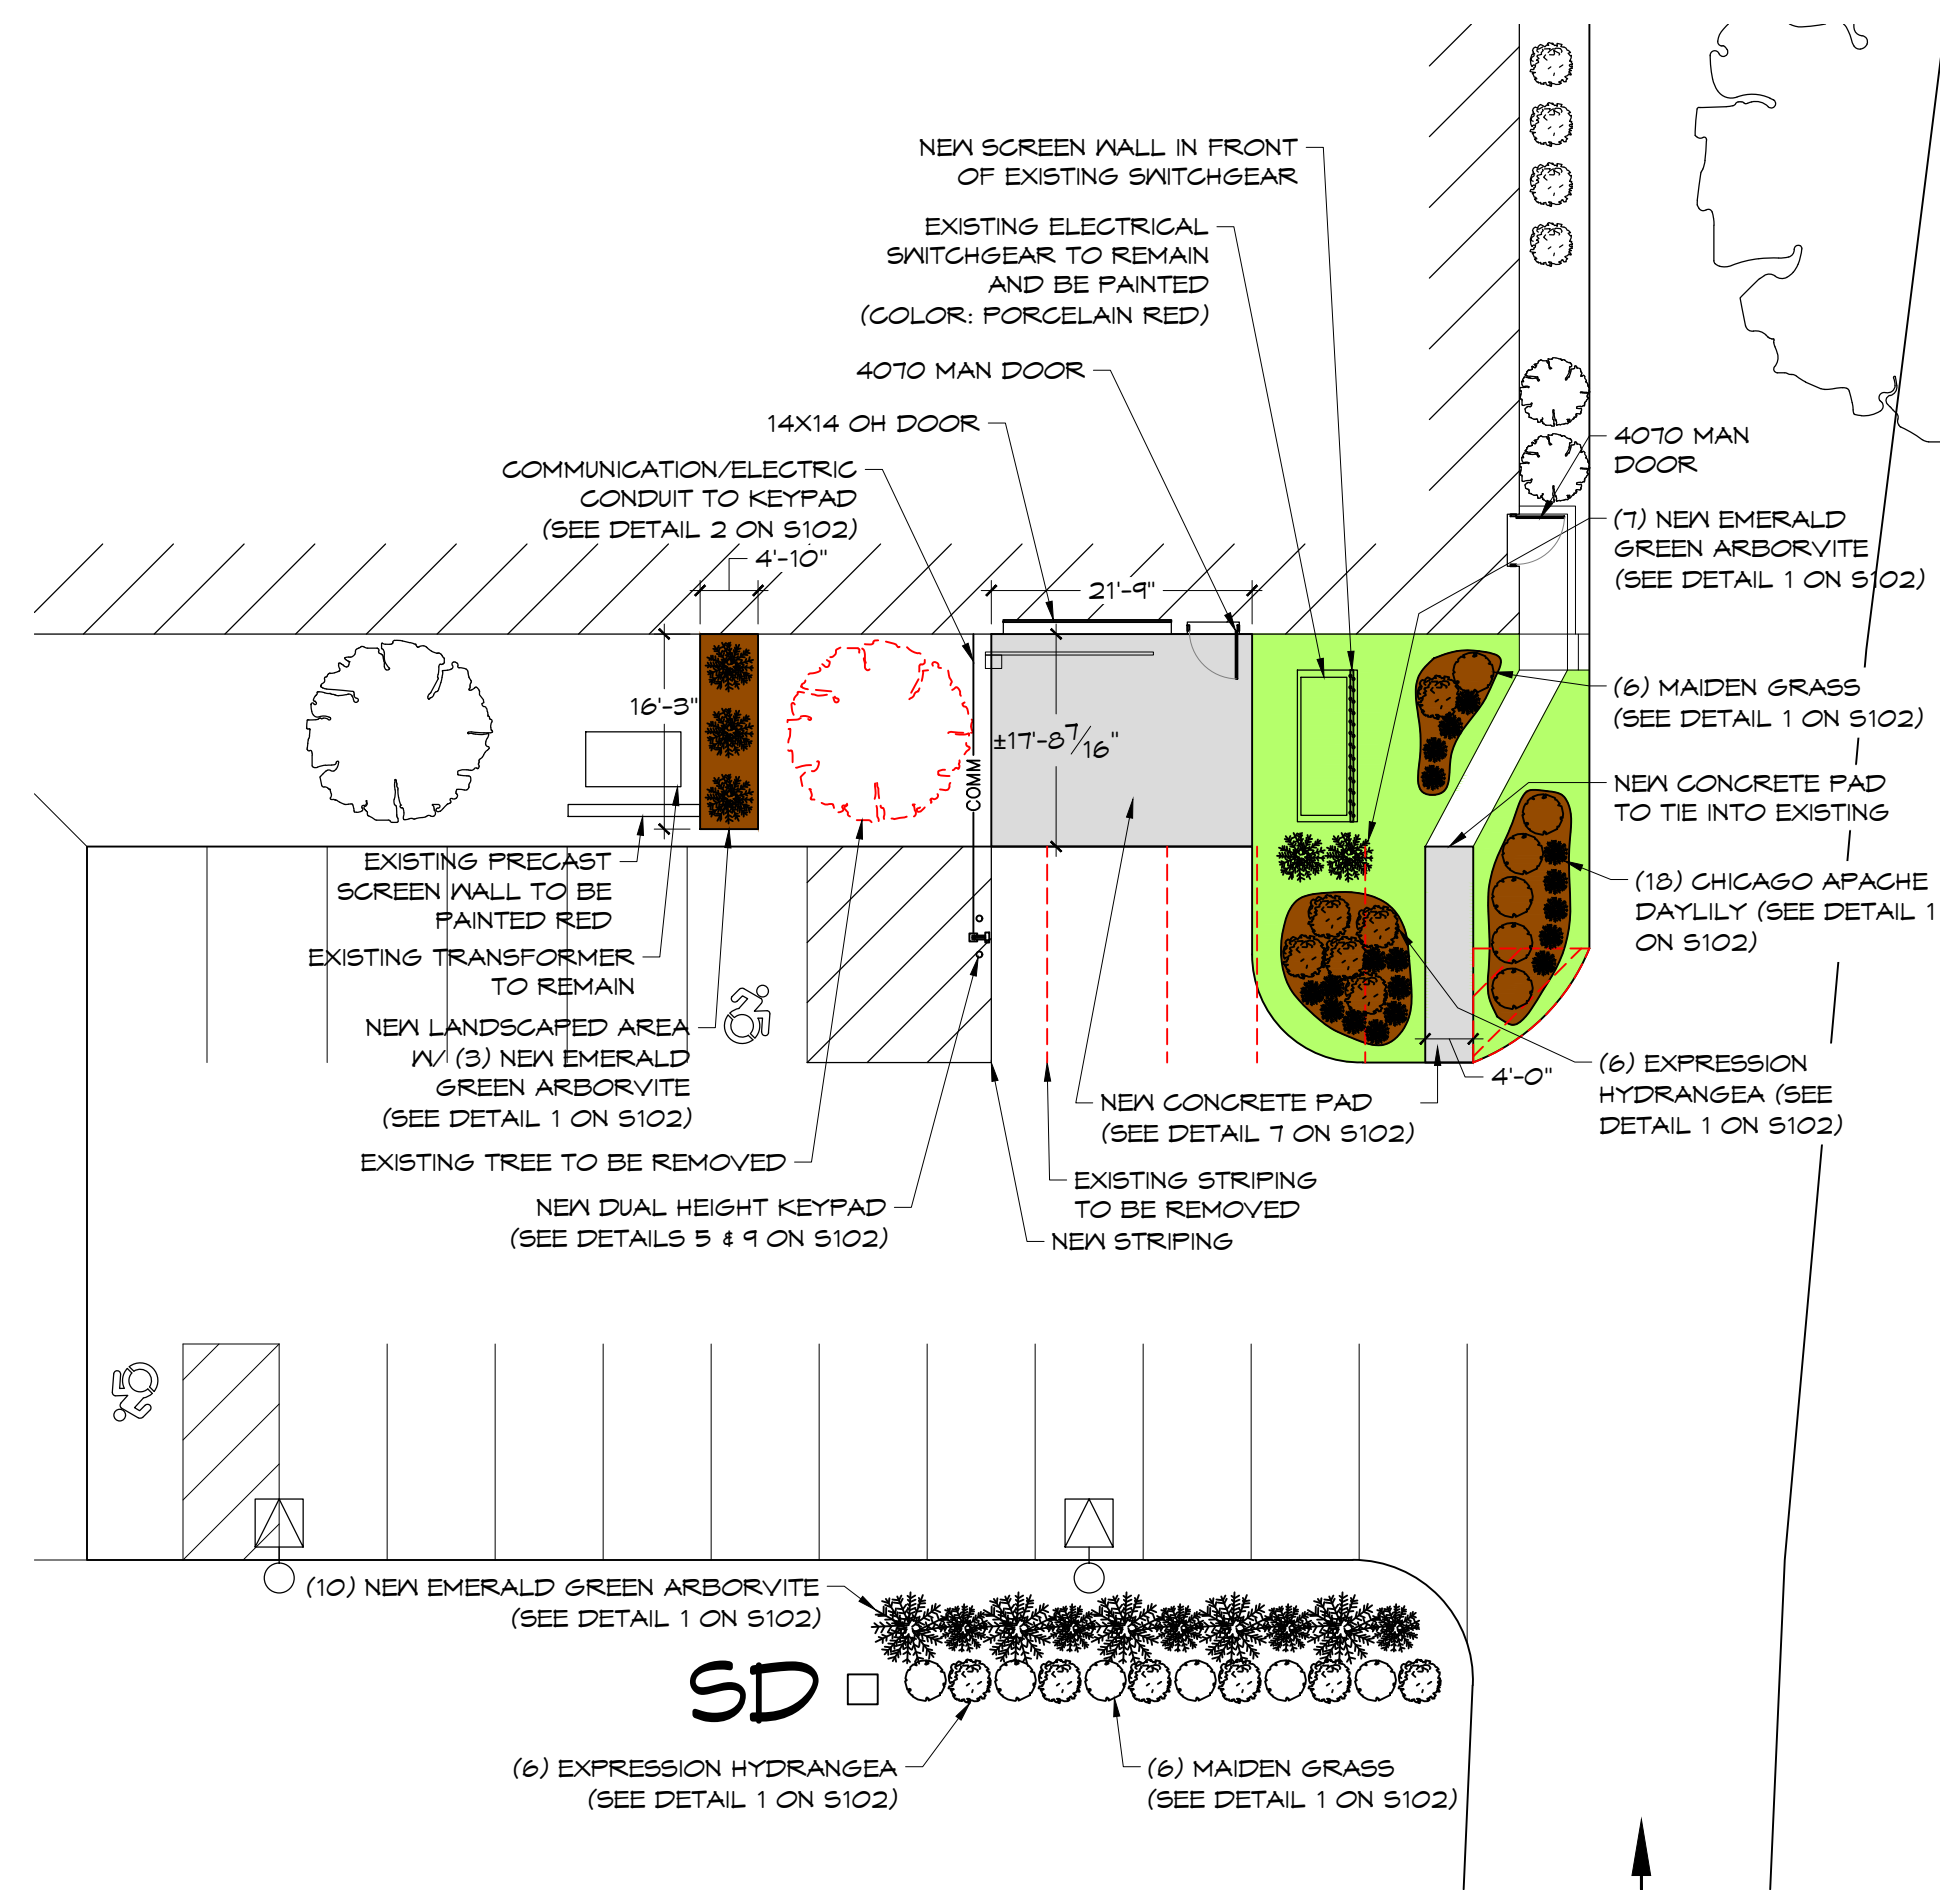 NEW SCREEN WALL IN FRONT
OF EXISTING SWITCHGEAR
EXISTING ELECTRICAL
SWITCHGEAR TO REMAIN
AND BE PAINTED
(COLOR: PORCELAIN RED)
4070 MAN DOOR
14X14 OH DOOR
COMMUNICATION/ELECTRIC
CONDUIT TO KEYPAD
(SEE DETAIL 2 ON S102)
4'-10"
21'-9"
4070 MAN
DOOR
(7) NEW EMERALD
GREEN ARBORVITE
(SEE DETAIL 1 ON S102)
(6) MAIDEN GRASS
(SEE DETAIL 1 ON S102)
16'-3"
±17'-8 7/16"
COMM
NEW CONCRETE PAD
TO TIE INTO EXISTING
EXISTING PRECAST
SCREEN WALL TO BE
PAINTED RED
(18) CHICAGO APACHE
DAYLILY (SEE DETAIL 1
ON S102)
EXISTING TRANSFORMER
TO REMAIN
NEW LANDSCAPED AREA
W/ (3) NEW EMERALD
GREEN ARBORVITE
(SEE DETAIL 1 ON S102)
4'-0"
(6) EXPRESSION
HYDRANGEA (SEE
DETAIL 1 ON S102)
NEW CONCRETE PAD
(SEE DETAIL 7 ON S102)
EXISTING TREE TO BE REMOVED
EXISTING STRIPING
TO BE REMOVED
NEW DUAL HEIGHT KEYPAD
(SEE DETAILS 5 & 9 ON S102)
NEW STRIPING
(10) NEW EMERALD GREEN ARBORVITE
(SEE DETAIL 1 ON S102)
SD
(6) EXPRESSION HYDRANGEA
(SEE DETAIL 1 ON S102)
(6) MAIDEN GRASS
(SEE DETAIL 1 ON S102)